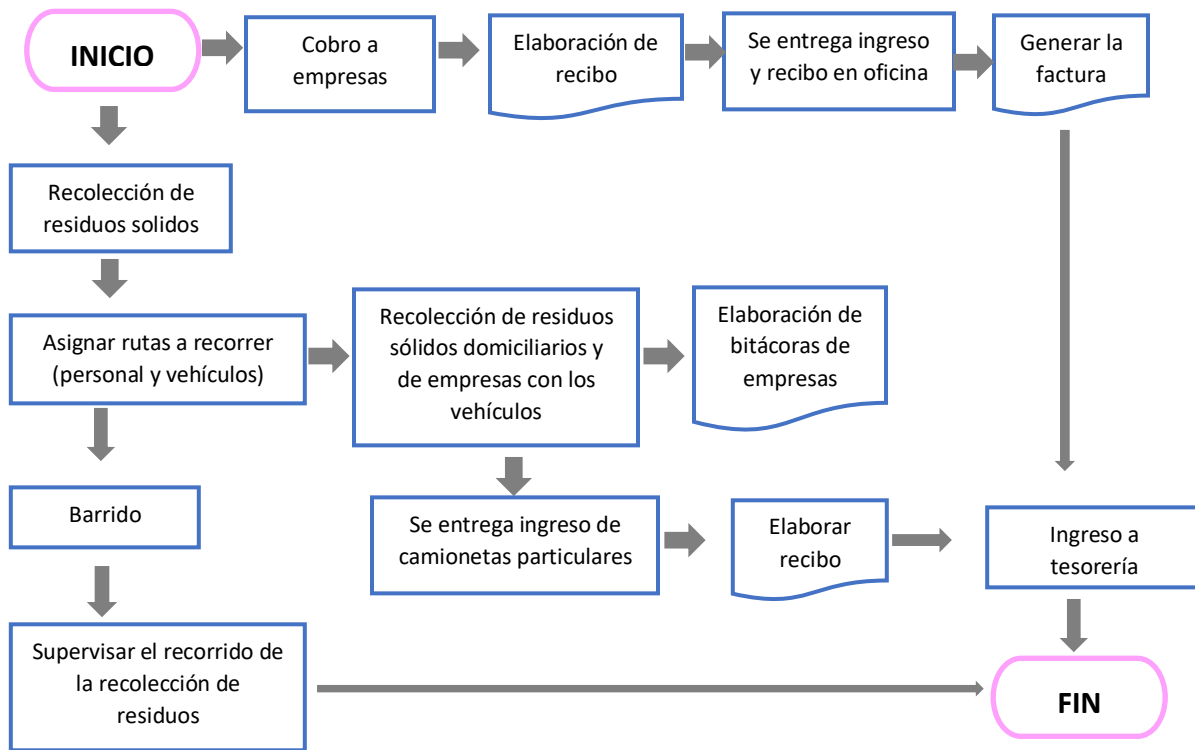 INICIO
Cobro a
empresas
Elaboración de
recibo
Se entrega ingreso
y recibo en oficina
Generar la
factura
Recolección de
residuos solidos
Asignar rutas a recorrer
(personal y vehículos)
Recolección de residuos
sólidos domiciliarios y
de empresas con los
vehículos
Elaboración de
bitácoras de
empresas
Barrido
Se entrega ingreso de
camionetas particulares
Elaborar
recibo
Ingreso a
tesorería
Supervisar el recorrido de
la recolección de
residuos
FIN